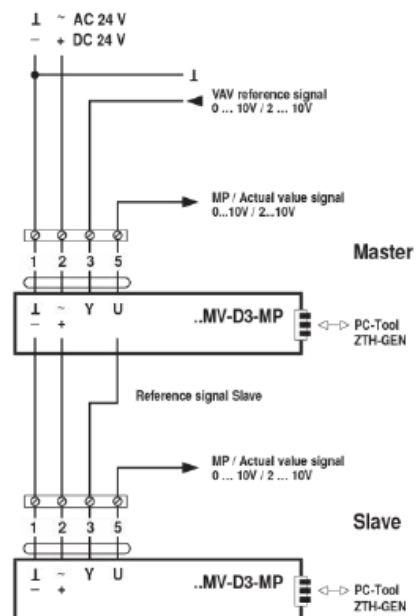 ⊥ ~ AC 24 V
– + DC 24 V
⊥
VAV reference signal
0 ... 10V / 2 ... 10V
MP / Actual value signal
0...10V / 2...10V
1 2 3 5
Master
⊥ ~ Y U
– +
..MV-D3-MP
PC-Tool
ZTH-GEN
Reference signal Slave
MP / Actual value signal
0 ... 10V / 2 ... 10V
1 2 3 5
Slave
⊥ ~ Y U
– +
..MV-D3-MP
PC-Tool
ZTH-GEN